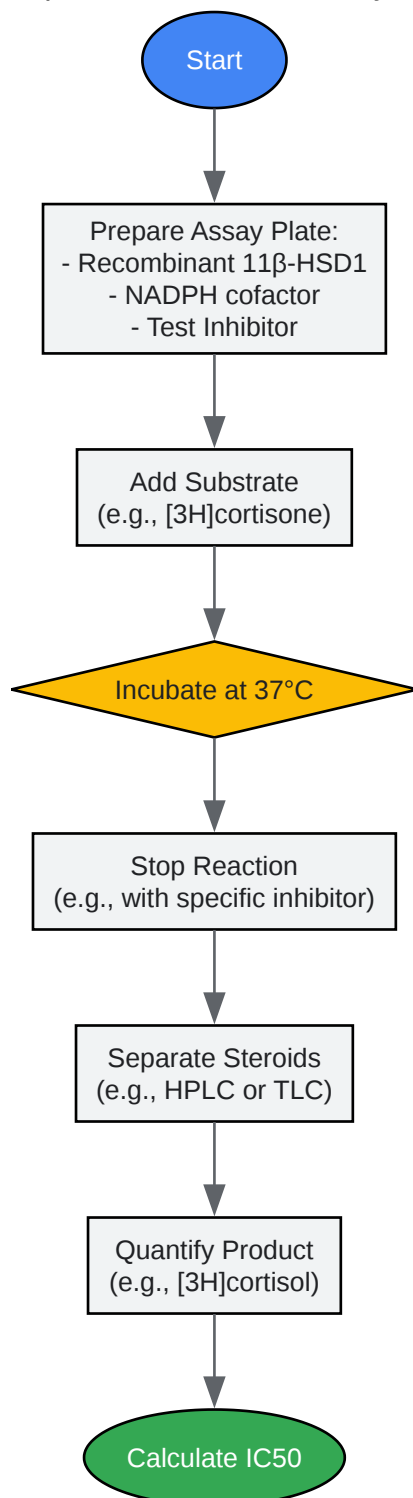 Start
Prepare Assay Plate:
- Recombinant 11β-HSD1
- NADPH cofactor
- Test Inhibitor
Add Substrate
(e.g., [3H]cortisone)
Incubate at 37°C
Stop Reaction
(e.g., with specific inhibitor)
Separate Steroids
(e.g., HPLC or TLC)
Quantify Product
(e.g., [3H]cortisol)
Calculate IC50